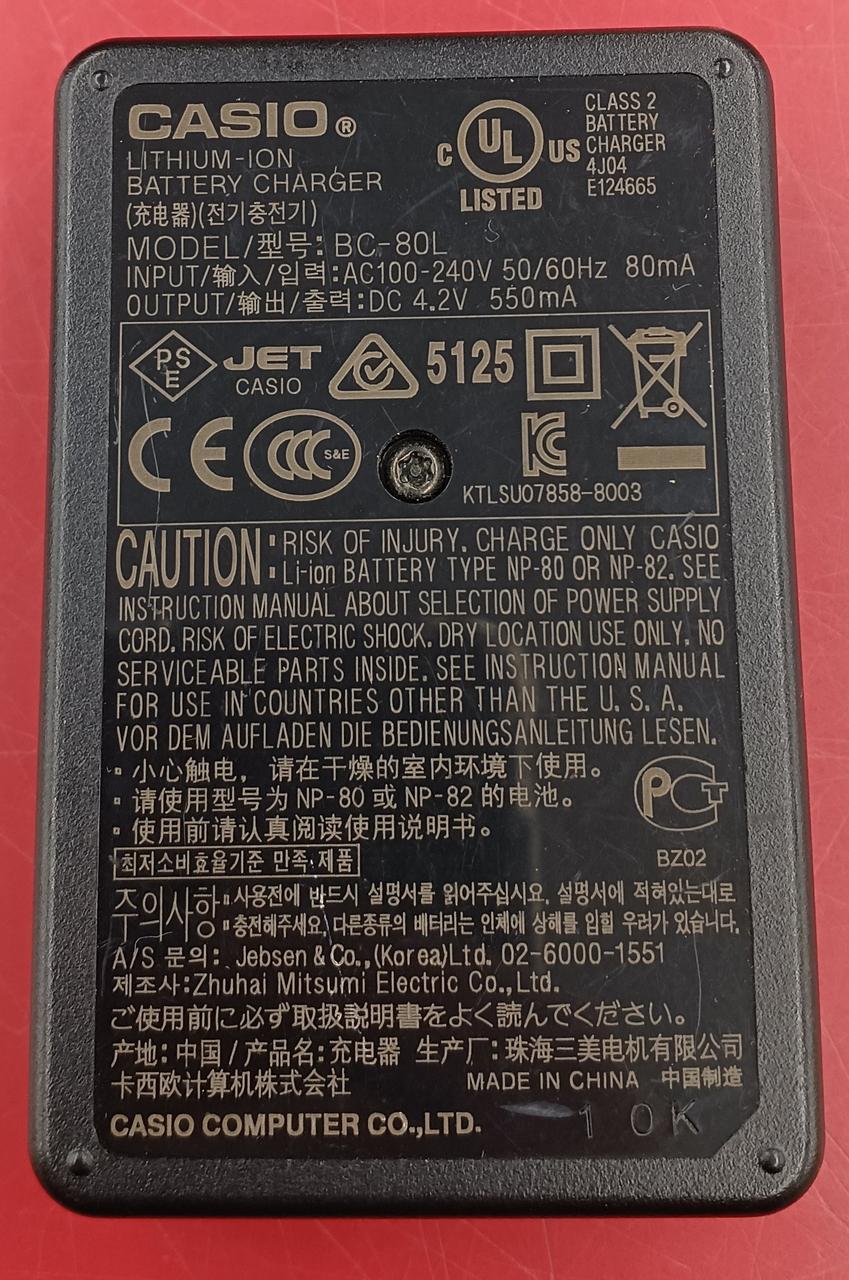 CASIO®
LITHIUM-ION
BATTERY CHARGER
(充电器)(전기충전기)
C UL US
LISTED
CLASS 2
BATTERY
CHARGER
4J04
E124665
MODEL/型号: BC-80L
INPUT/输入/입력:AC100-240V 50/60Hz 80mA
OUTPUT/输出/출력:DC 4.2V 550mA
PSE JET 5125
CASIO
CE CCC S&E KC
KTLSU07858-8003
CAUTION: RISK OF INJURY. CHARGE ONLY CASIO
Li-ion BATTERY TYPE NP-80 OR NP-82. SEE
INSTRUCTION MANUAL ABOUT SELECTION OF POWER SUPPLY
CORD. RISK OF ELECTRIC SHOCK. DRY LOCATION USE ONLY. NO
SERVICEABLE PARTS INSIDE. SEE INSTRUCTION MANUAL
FOR USE IN COUNTRIES OTHER THAN THE U. S. A.
VOR DEM AUFLADEN DIE BEDIENUNGSANLEITUNG LESEN.
▪ 小心触电，请在干燥的室内环境下使用。
▪ 请使用型号为 NP-80 或 NP-82 的电池。
▪ 使用前请认真阅读使用说明书。
PCT
BZ02
최저소비효율기준 만족 제품
주의사항 ▪사용전에 반드시 설명서를 읽어주십시요. 설명서에 적혀있는대로
▪충전해주세요. 다른종류의 배터리는 인체에 상해를 입힐 우려가 있습니다.
A/S 문의: Jebsen & Co.,(Korea)Ltd. 02-6000-1551
제조사:Zhuhai Mitsumi Electric Co.,Ltd.
ご使用前に必ず取扱説明書をよく読んでください。
产地:中国/产品名:充电器 生产厂:珠海三美电机有限公司
卡西欧计算机株式会社 MADE IN CHINA 中国制造
CASIO COMPUTER CO.,LTD. 10K